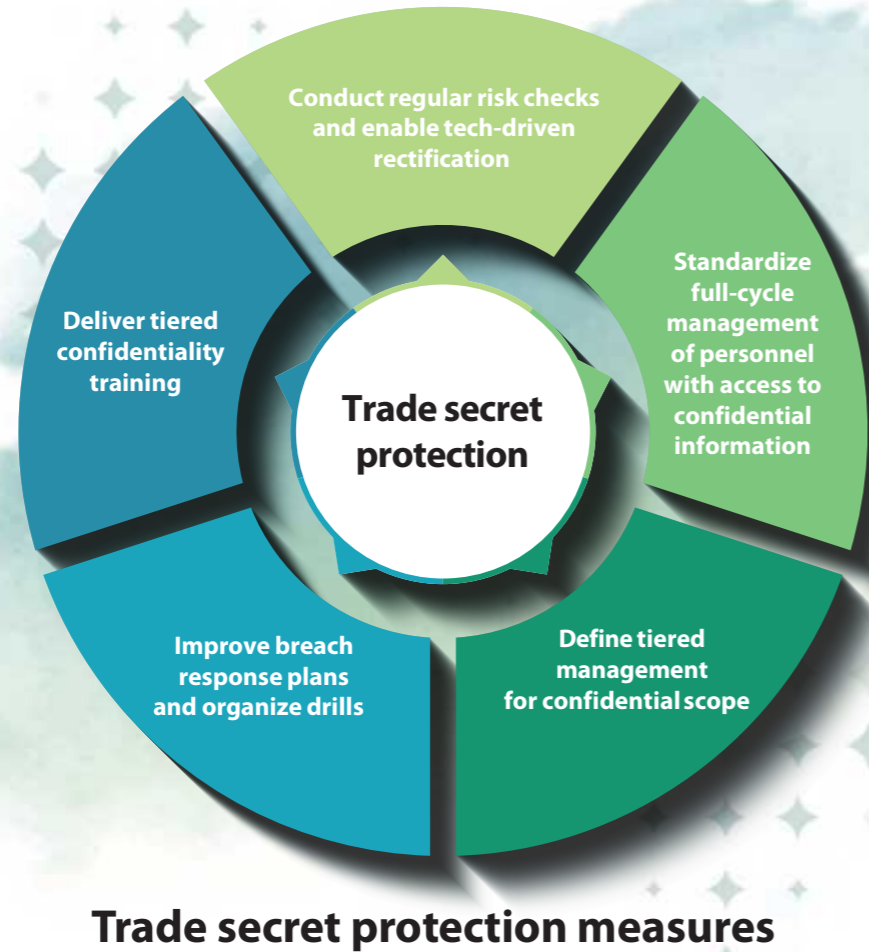 Conduct regular risk checks
and enable tech-driven
rectification
Standardize
full-cycle
management
of personnel
with access to
confidential
information
Define tiered
management
for confidential scope
Improve breach
response plans
and organize drills
Deliver tiered
confidentiality
training
Trade secret
protection
Trade secret protection measures